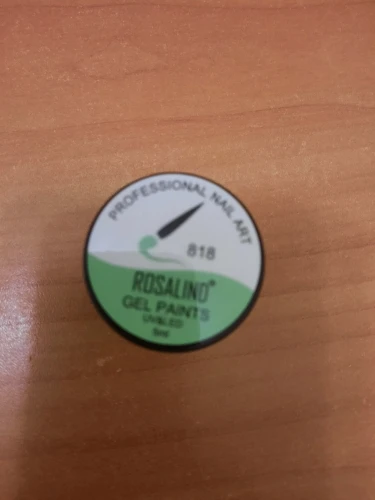 PROFESSIONAL NAIL ART
818
ROSALIND®
GEL PAINTS
UV&LED
5ml